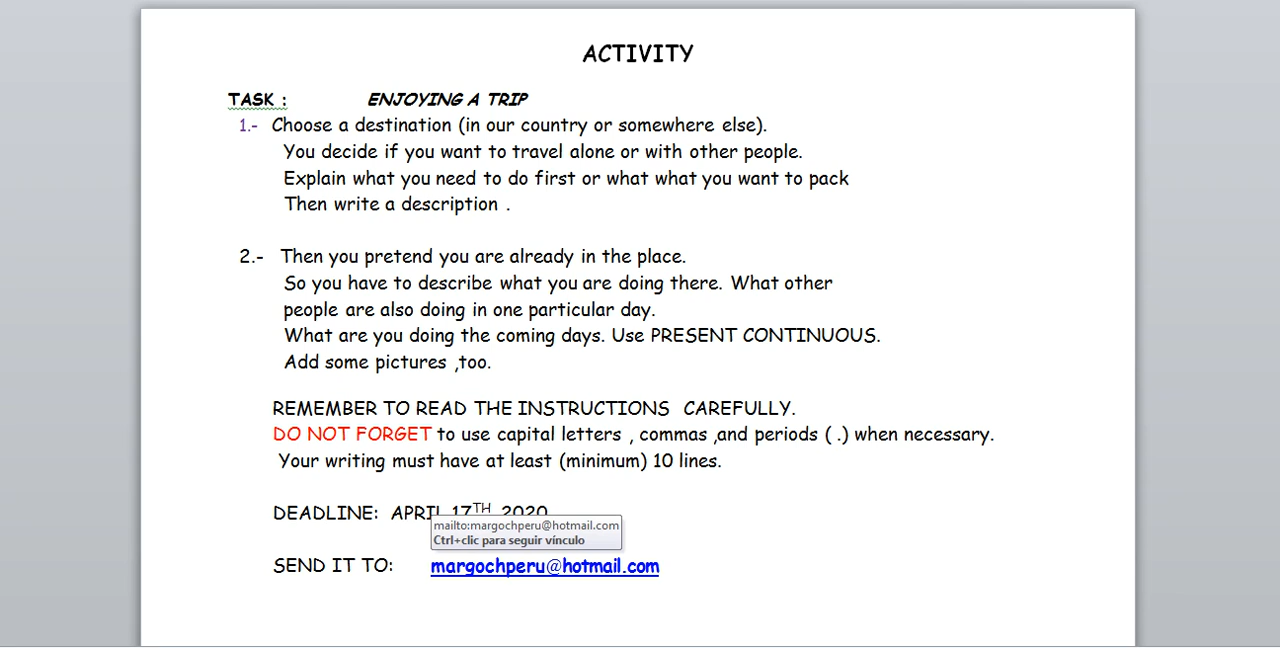 ACTIVITY
TASK : ENJOYING A TRIP
1.- Choose a destination (in our country or somewhere else).
You decide if you want to travel alone or with other people.
Explain what you need to do first or what what you want to pack
Then write a description .
2.- Then you pretend you are already in the place.
So you have to describe what you are doing there. What other
people are also doing in one particular day.
What are you doing the coming days. Use PRESENT CONTINUOUS.
Add some pictures ,too.
REMEMBER TO READ THE INSTRUCTIONS CAREFULLY.
DO NOT FORGET to use capital letters , commas ,and periods ( .) when necessary.
Your writing must have at least (minimum) 10 lines.
DEADLINE: APRIL 17TH 2020
mailto:margochperu@hotmail.com
Ctrl+clic para seguir vínculo
SEND IT TO: margochperu@hotmail.com